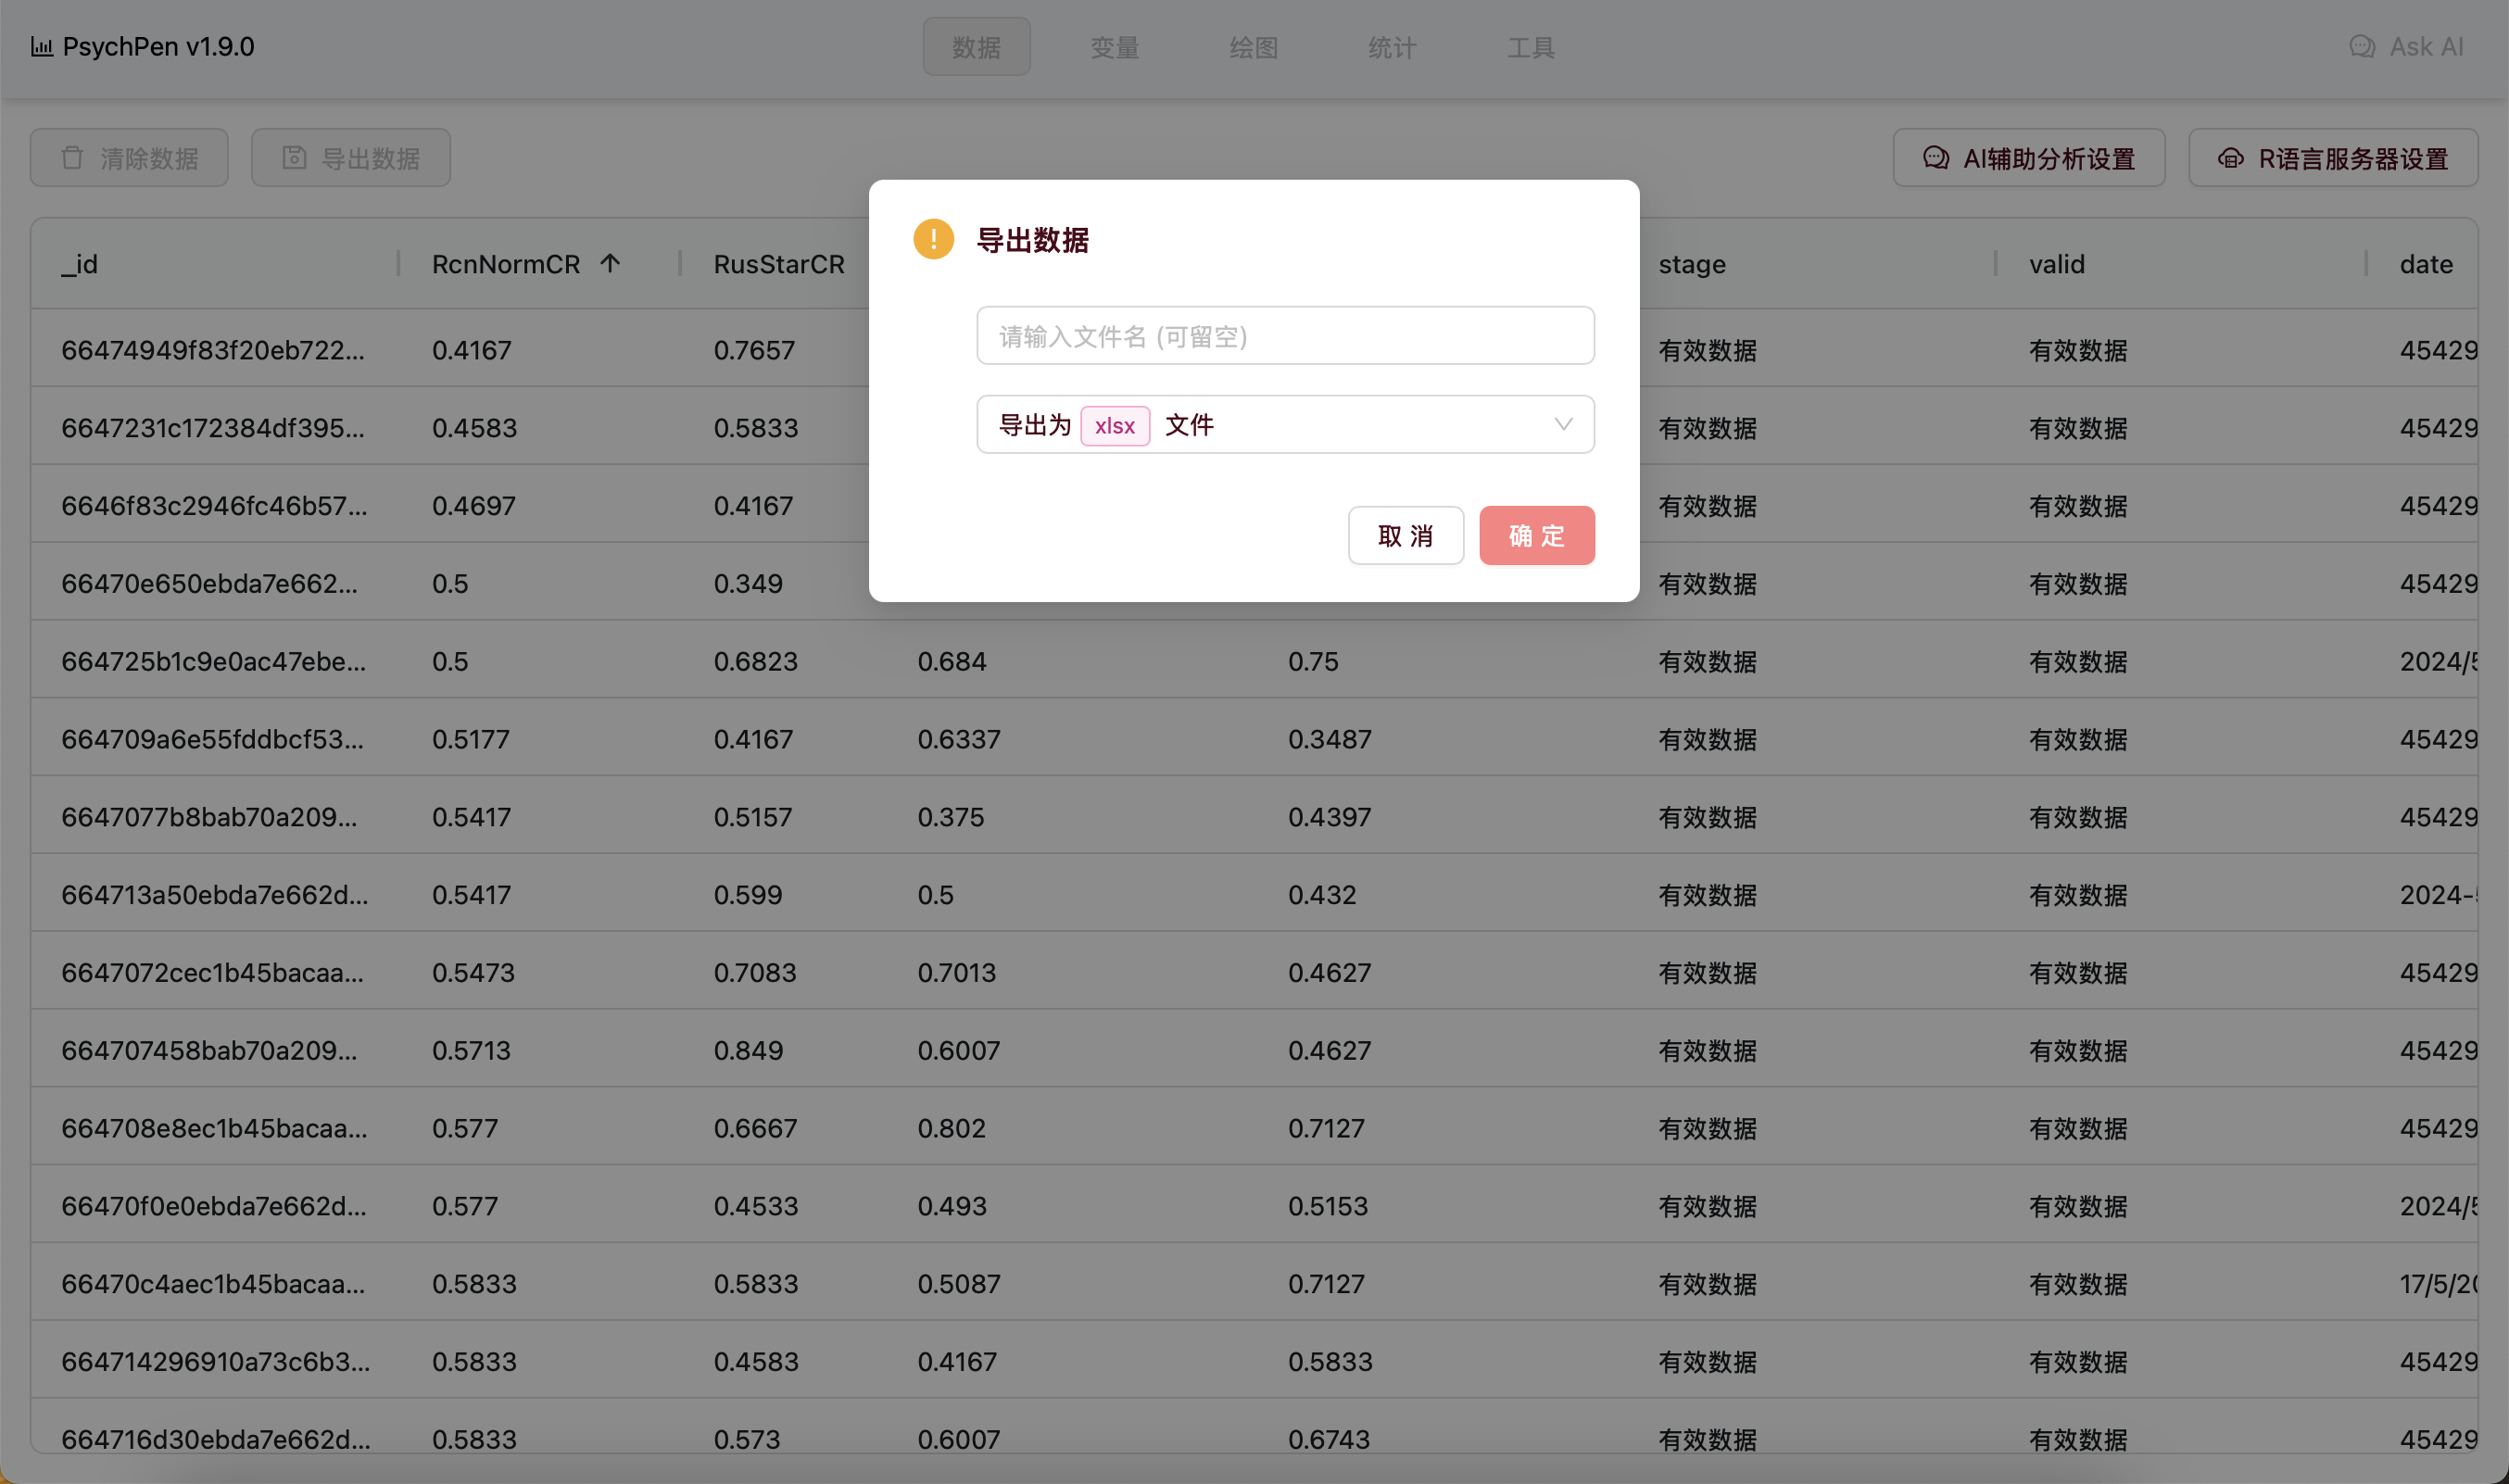 PsychPen v1.9.0 数据 变量 绘图 统计 工具 Ask AI
清除数据 导出数据 AI辅助分析设置 R语言服务器设置
导出数据
请输入文件名 (可留空)
导出为 xlsx 文件
取 消 确 定
_id RcnNormCR RusStarCR stage valid date
66474949f83f20eb722... 0.4167 0.7657 有效数据 有效数据 45429
6647231c172384df395... 0.4583 0.5833 有效数据 有效数据 45429
6646f83c2946fc46b57... 0.4697 0.4167 有效数据 有效数据 45429
66470e650ebda7e662... 0.5 0.349 有效数据 有效数据 45429
664725b1c9e0ac47ebe... 0.5 0.6823 0.684 0.75 有效数据 有效数据 2024/5
664709a6e55fddbcf53... 0.5177 0.4167 0.6337 0.3487 有效数据 有效数据 45429
6647077b8bab70a209... 0.5417 0.5157 0.375 0.4397 有效数据 有效数据 45429
664713a50ebda7e662d... 0.5417 0.599 0.5 0.432 有效数据 有效数据 2024-5
6647072cec1b45bacaa... 0.5473 0.7083 0.7013 0.4627 有效数据 有效数据 45429
664707458bab70a209... 0.5713 0.849 0.6007 0.4627 有效数据 有效数据 45429
664708e8ec1b45bacaa... 0.577 0.6667 0.802 0.7127 有效数据 有效数据 45429
66470f0e0ebda7e662d... 0.577 0.4533 0.493 0.5153 有效数据 有效数据 2024/5
66470c4aec1b45bacaa... 0.5833 0.5833 0.5087 0.7127 有效数据 有效数据 17/5/20
664714296910a73c6b3... 0.5833 0.4583 0.4167 0.5833 有效数据 有效数据 45429
664716d30ebda7e662d... 0.5833 0.573 0.6007 0.6743 有效数据 有效数据 45429